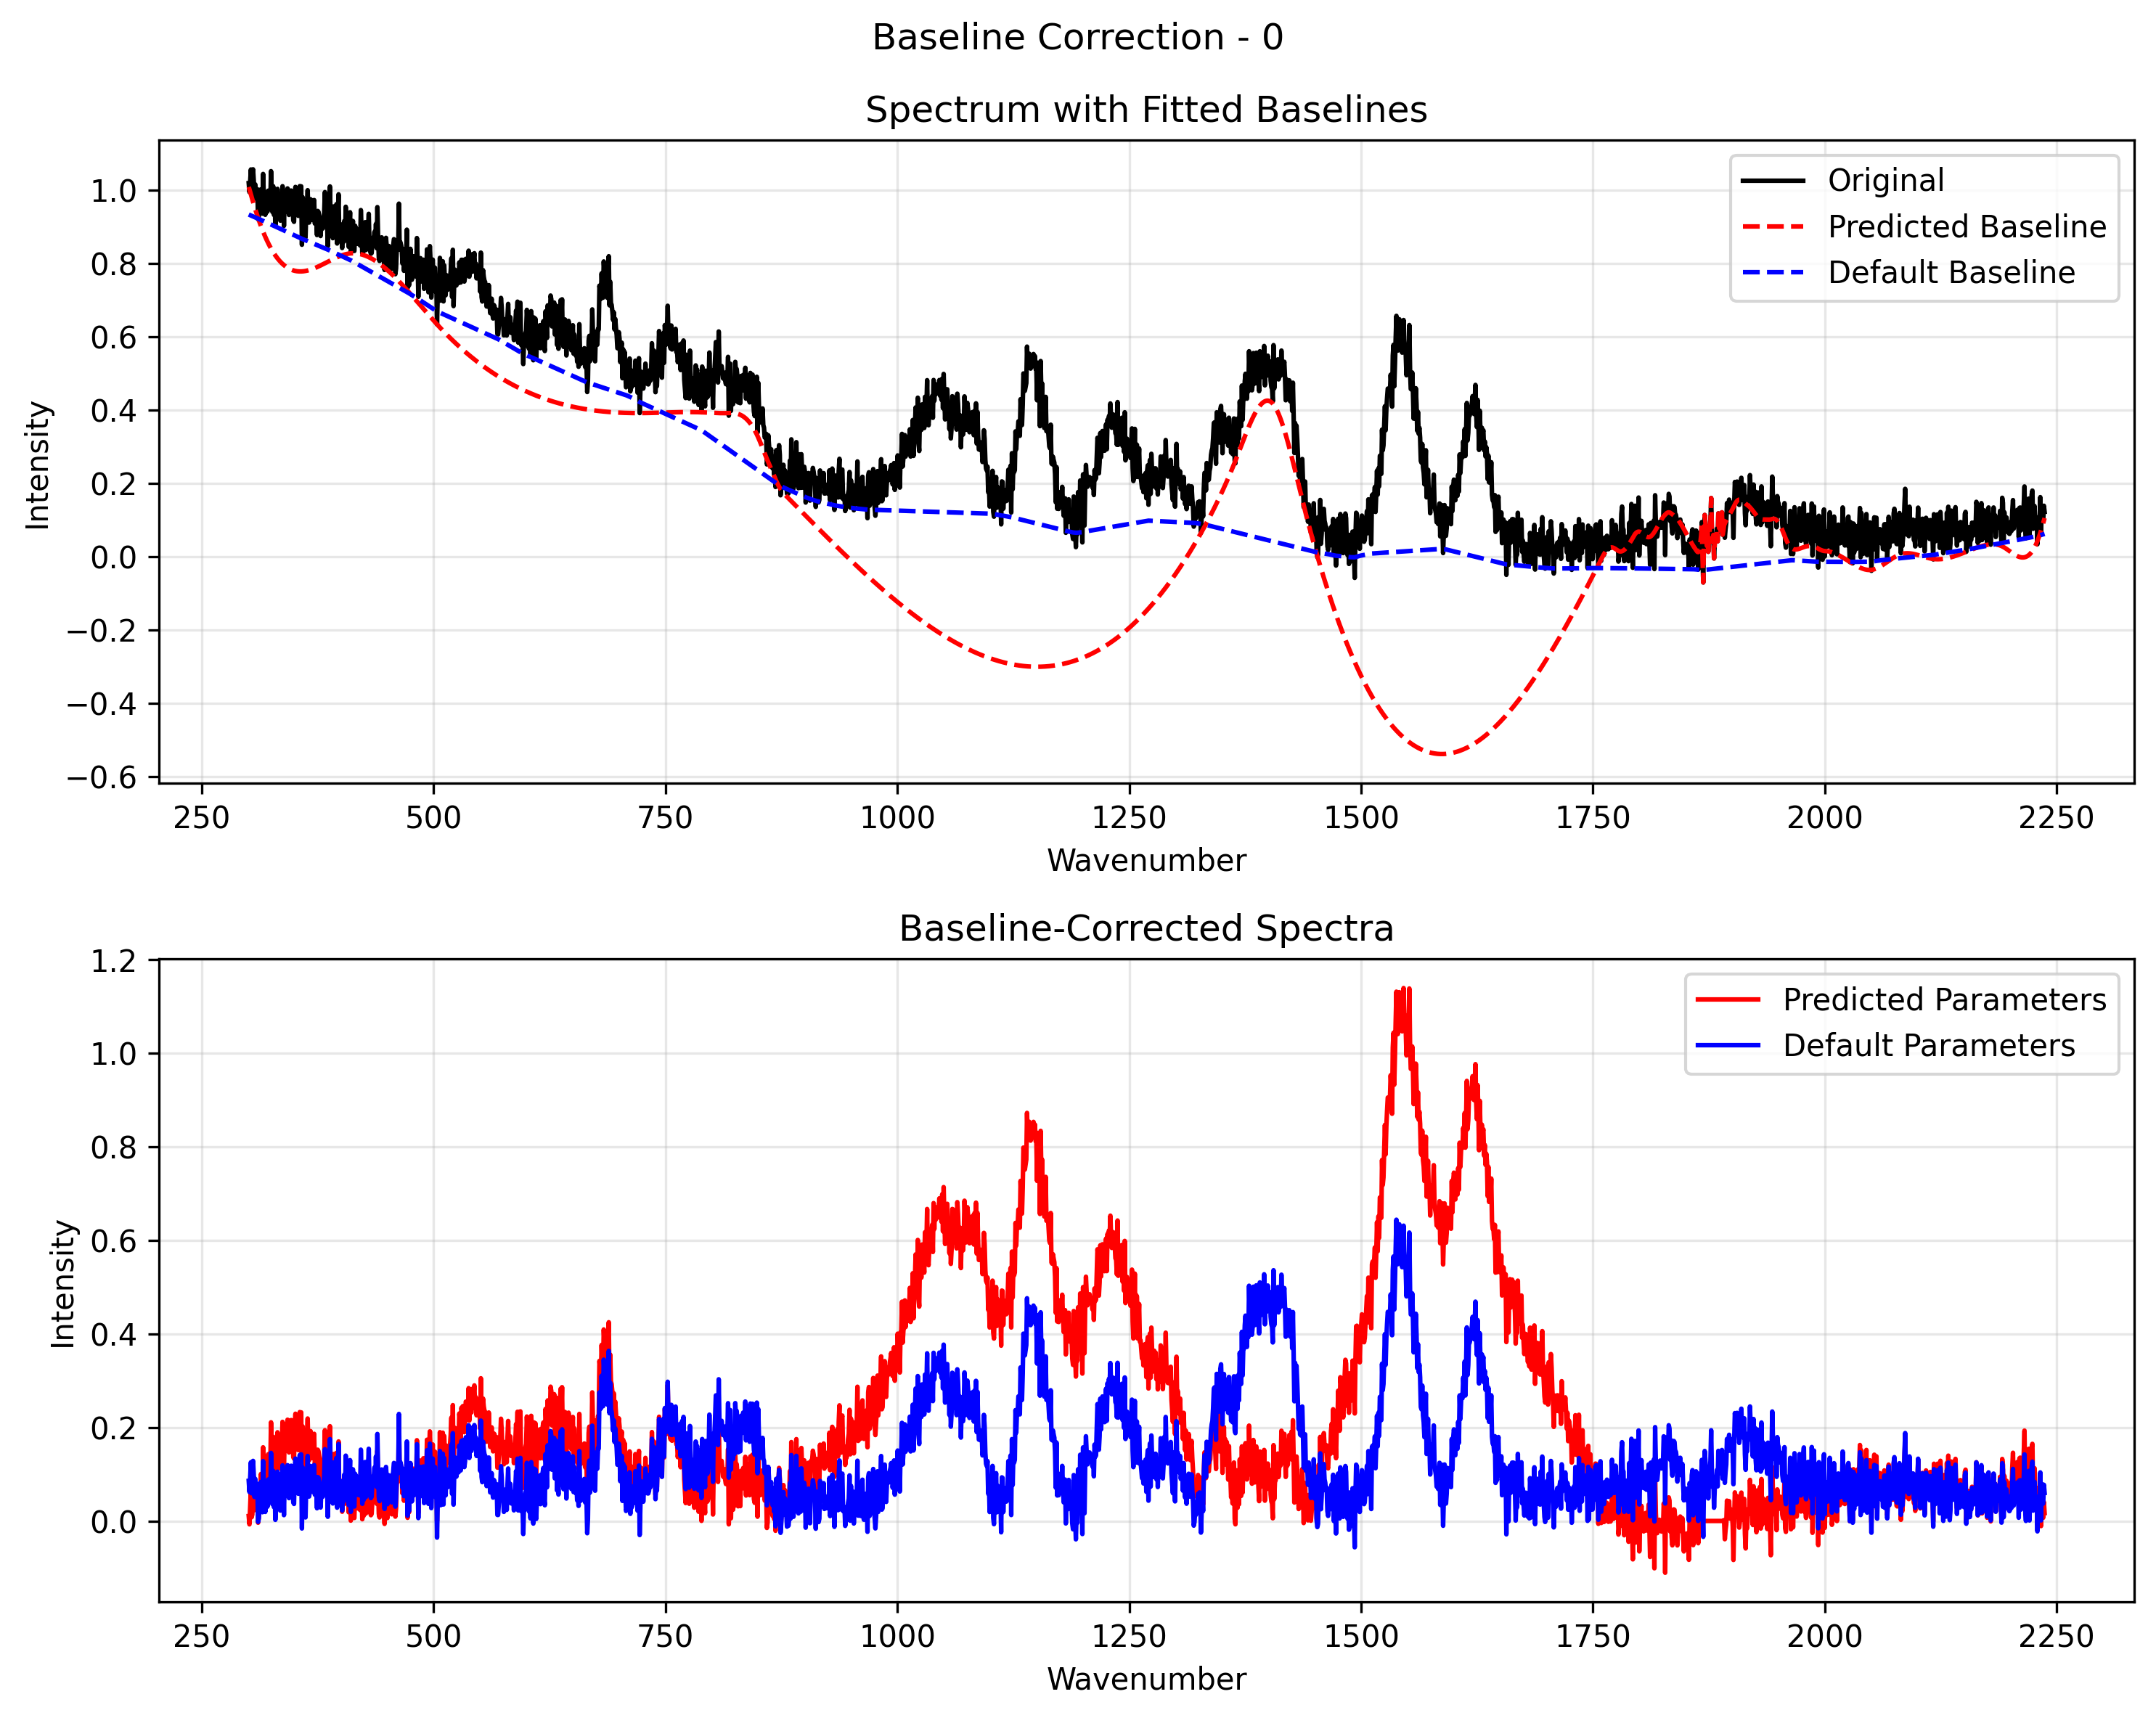 Baseline Correction - 0
Spectrum with Fitted Baselines
Intensity
1.0
0.8
0.6
0.4
0.2
0.0
−0.2
−0.4
−0.6
Original
Predicted Baseline
Default Baseline
250 500 750 1000 1250 1500 1750 2000 2250
Wavenumber
Baseline-Corrected Spectra
Intensity
1.2
1.0
0.8
0.6
0.4
0.2
0.0
Predicted Parameters
Default Parameters
250 500 750 1000 1250 1500 1750 2000 2250
Wavenumber